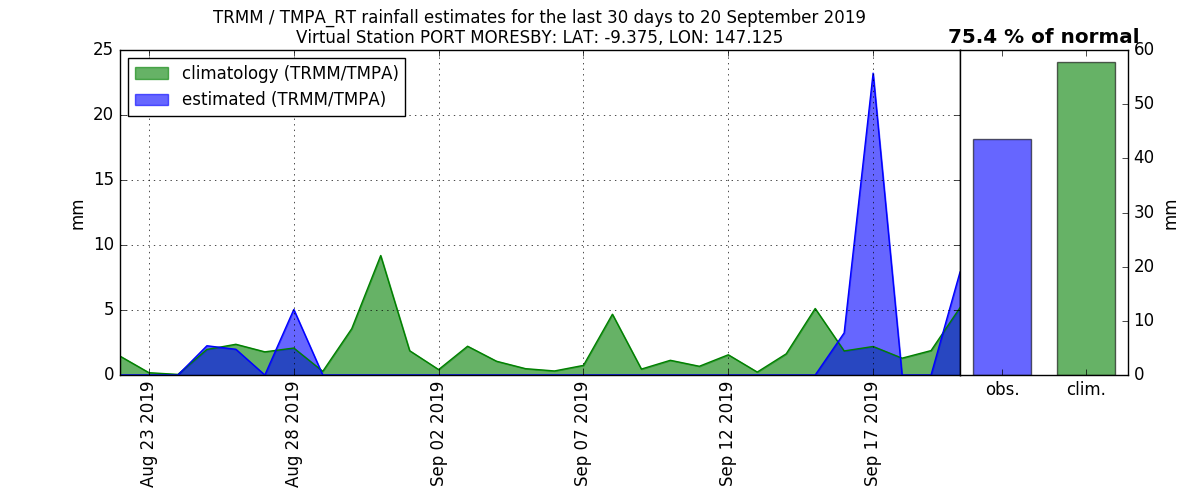 TRMM / TMPA_RT rainfall estimates for the last 30 days to 20 September 2019
Virtual Station PORT MORESBY: LAT: -9.375, LON: 147.125
75.4 % of normal
climatology (TRMM/TMPA)
estimated (TRMM/TMPA)
25
20
15
10
5
0
mm
Aug 23 2019
Aug 28 2019
Sep 02 2019
Sep 07 2019
Sep 12 2019
Sep 17 2019
obs.
clim.
60
50
40
30
20
10
0
mm